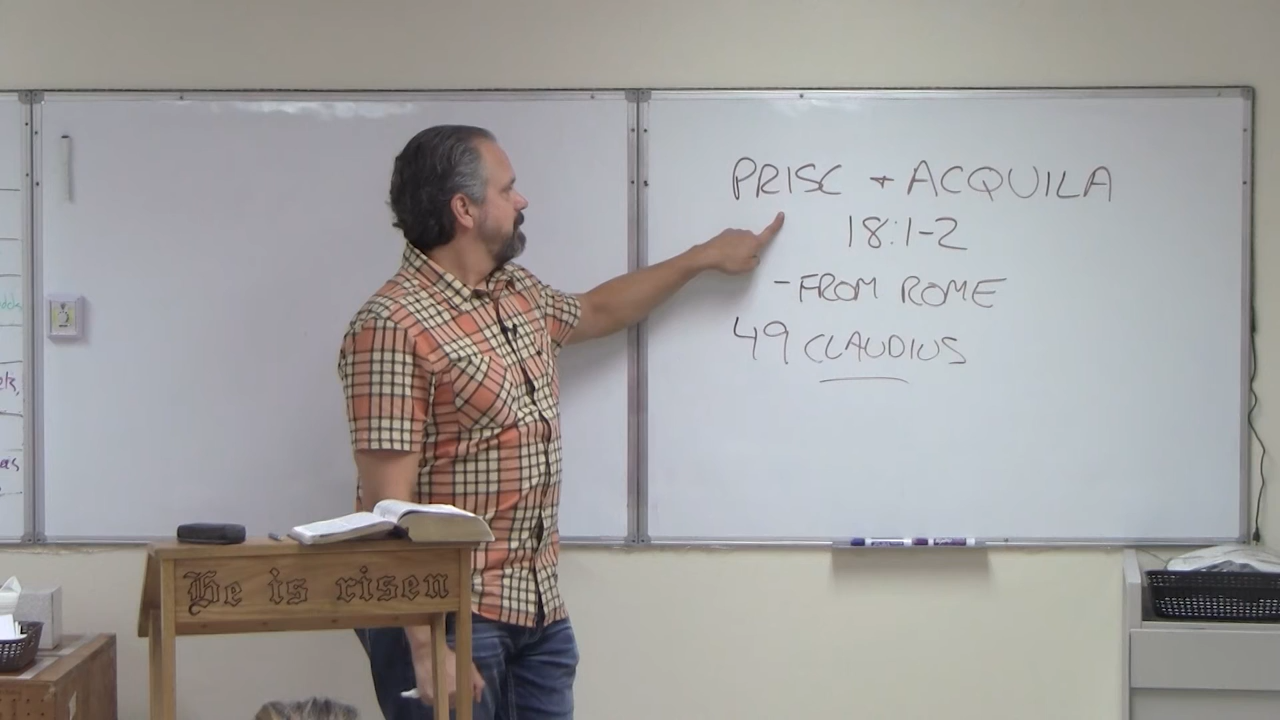 PRISC + ACQUILA
18:1-2
- FROM ROME
49 CLAUDIUS
He is risen